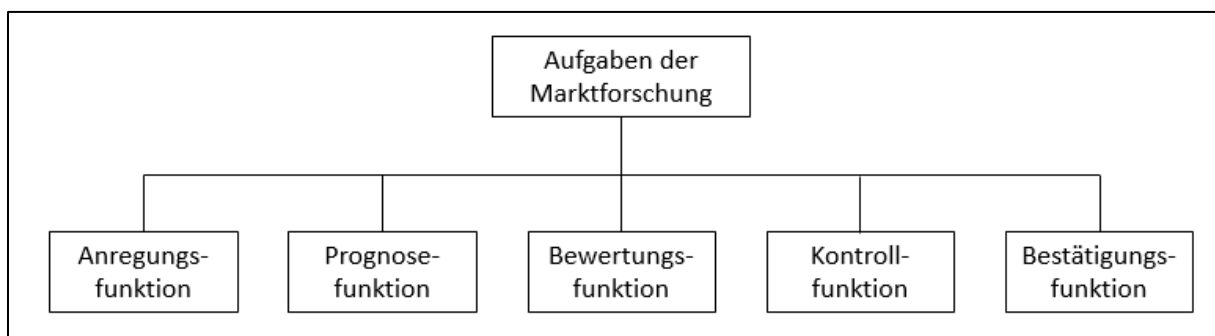 Aufgaben der
Marktforschung
Anregungs-
funktion
Prognose-
funktion
Bewertungs-
funktion
Kontroll-
funktion
Bestätigungs-
funktion